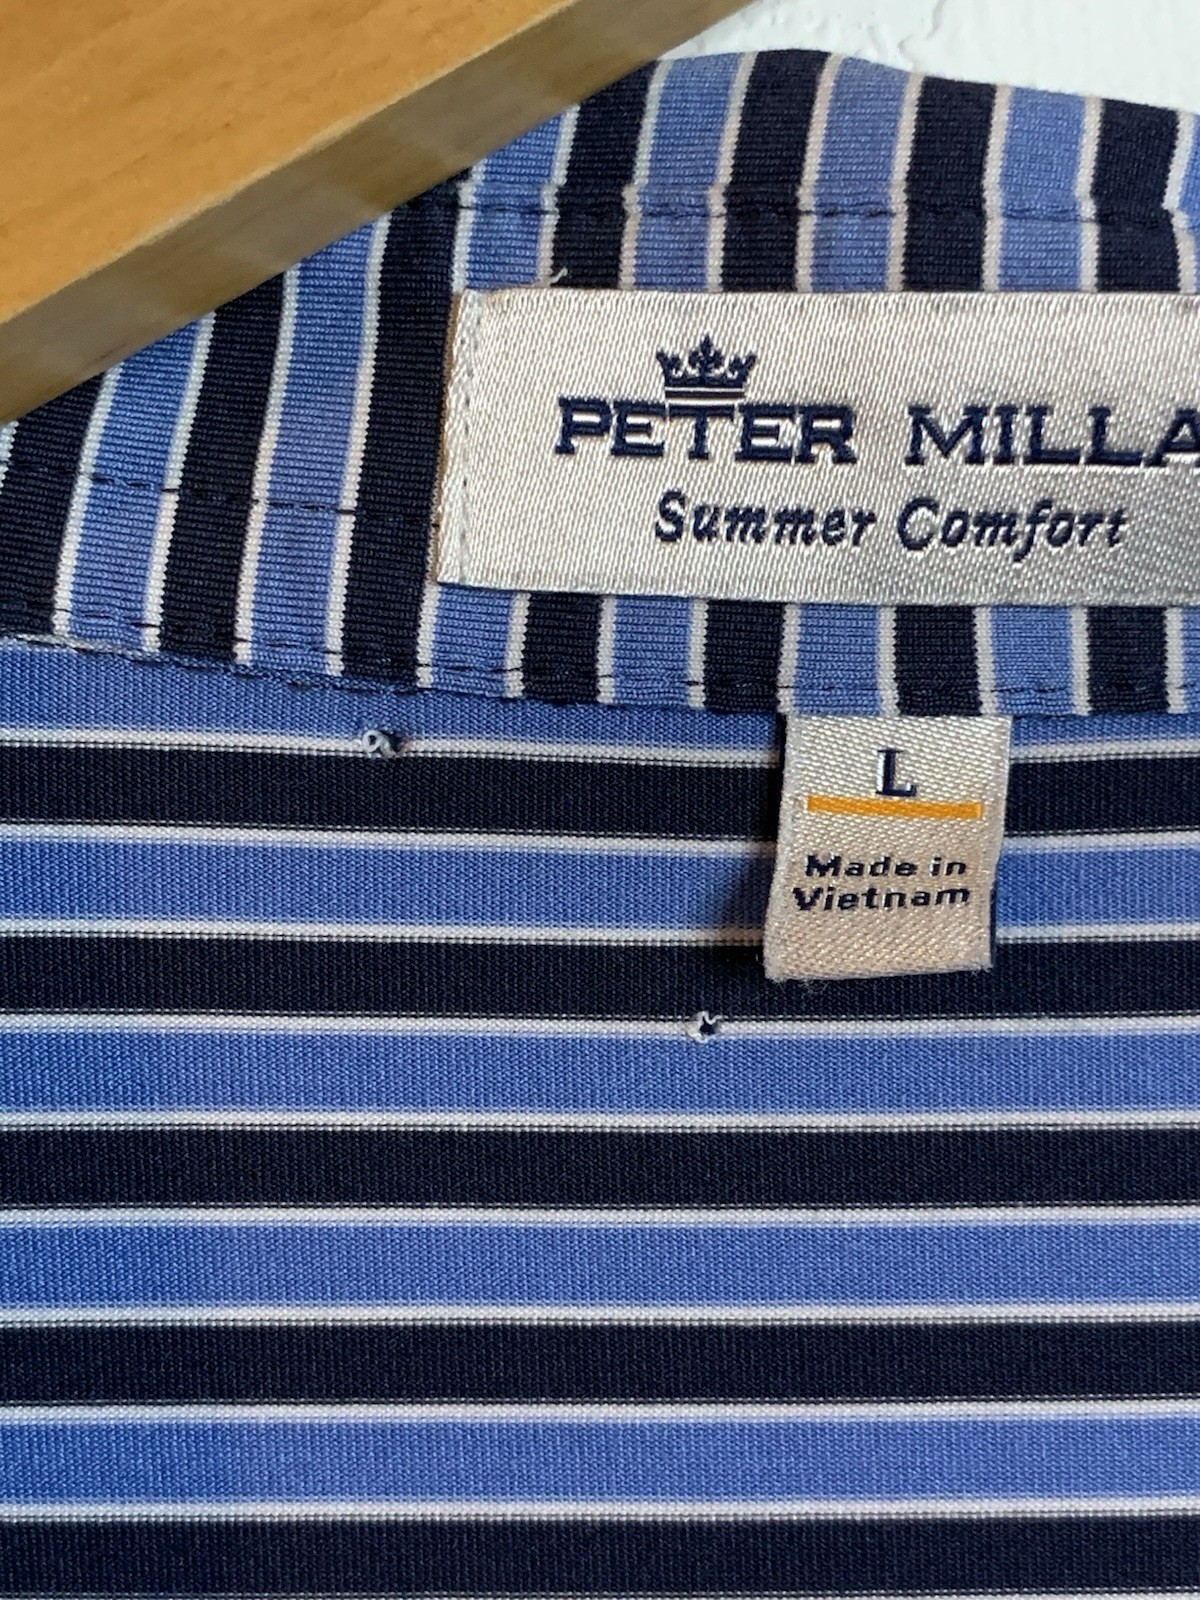 PETER MILLA
Summer Comfort
L
Made in
Vietnam